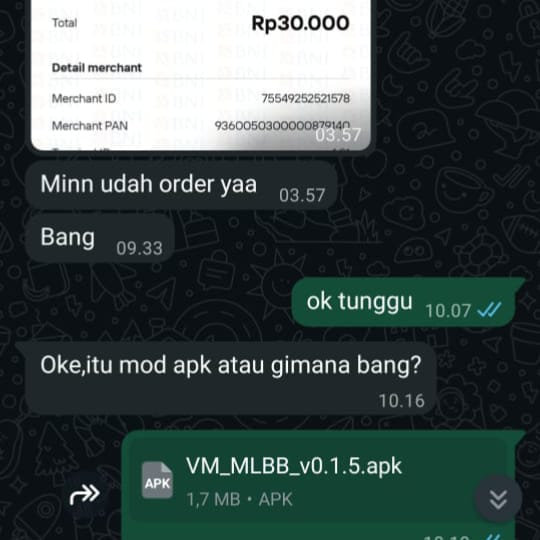 Total Rp30.000
Detail merchant
Merchant ID 75549252521578
Merchant PAN 9360050300000879140
03.57
Minn udah order yaa 03.57
Bang 09.33
ok tunggu 10.07
Oke,itu mod apk atau gimana bang?
10.16
APK VM_MLBB_v0.1.5.apk
1,7 MB • APK